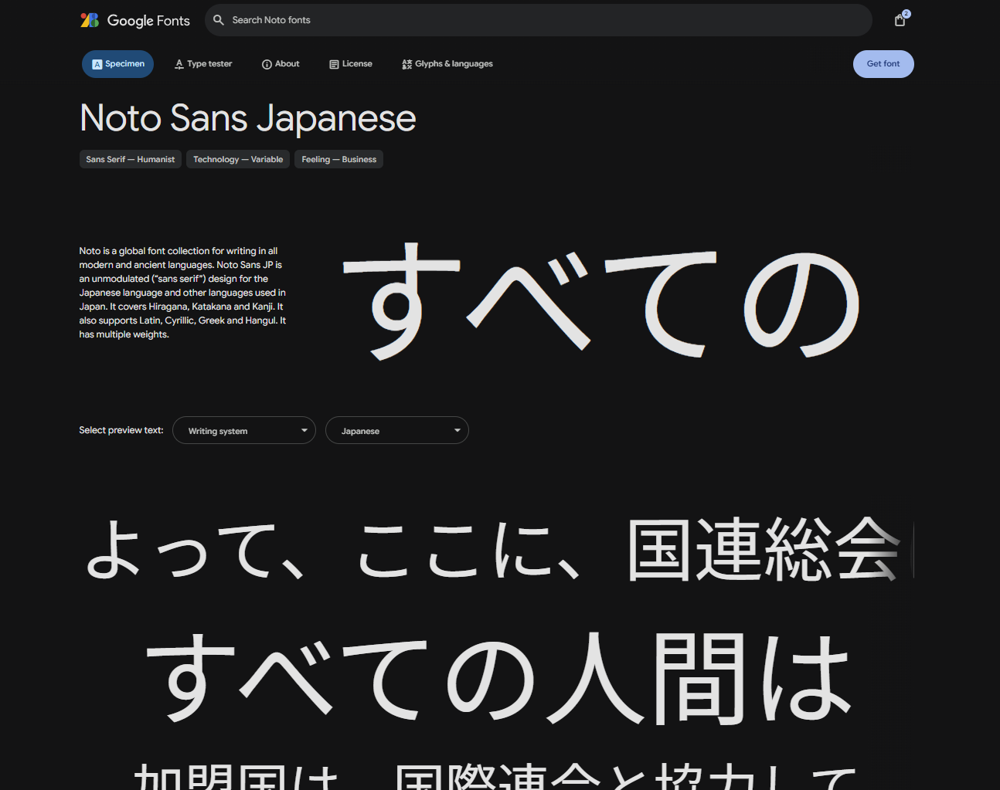 Google Fonts
Search Noto fonts
2
Specimen
Type tester
About
License
Glyphs & languages
Get font
Noto Sans Japanese
Sans Serif — Humanist
Technology — Variable
Feeling — Business
Noto is a global font collection for writing in all
modern and ancient languages. Noto Sans JP is
an unmodulated (“sans serif”) design for the
Japanese language and other languages used in
Japan. It covers Hiragana, Katakana and Kanji. It
also supports Latin, Cyrillic, Greek and Hangul. It
has multiple weights.
すべての
Select preview text:
Writing system
Japanese
よって、ここに、国連総会
すべての人間は
加盟国は、国際連合と協力して